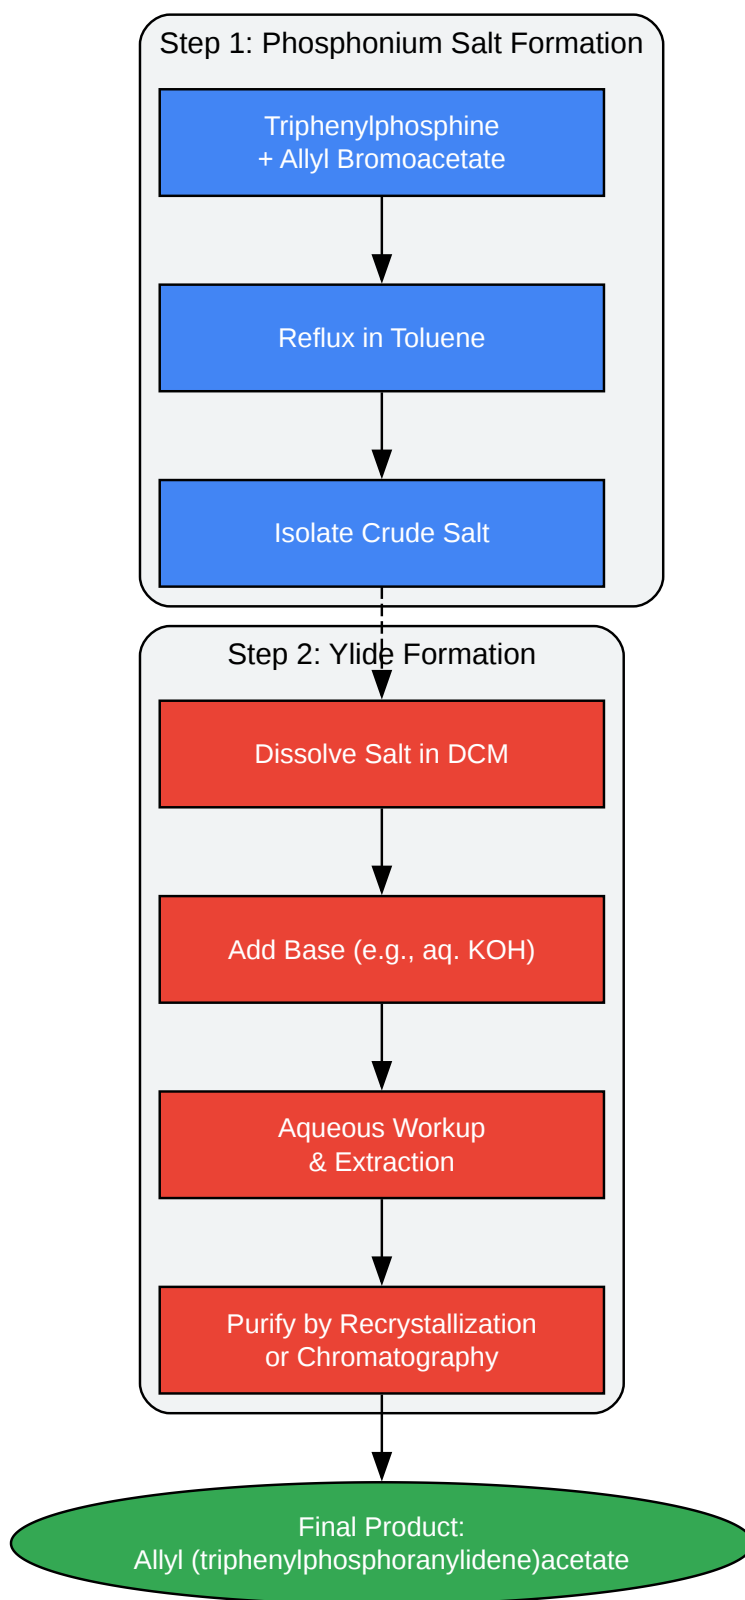 Step 1: Phosphonium Salt Formation
Triphenylphosphine
+ Allyl Bromoacetate
Reflux in Toluene
Isolate Crude Salt
Step 2: Ylide Formation
Dissolve Salt in DCM
Add Base (e.g., aq. KOH)
Aqueous Workup
& Extraction
Purify by Recrystallization
or Chromatography
Final Product:
Allyl (triphenylphosphoranylidene)acetate